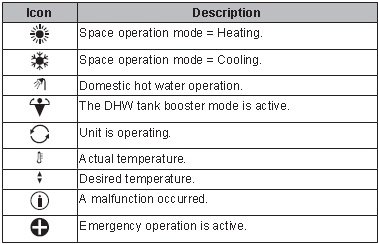 Icon Description
Space operation mode = Heating.
Space operation mode = Cooling.
Domestic hot water operation.
The DHW tank booster mode is active.
Unit is operating.
Actual temperature.
Desired temperature.
A malfunction occurred.
Emergency operation is active.